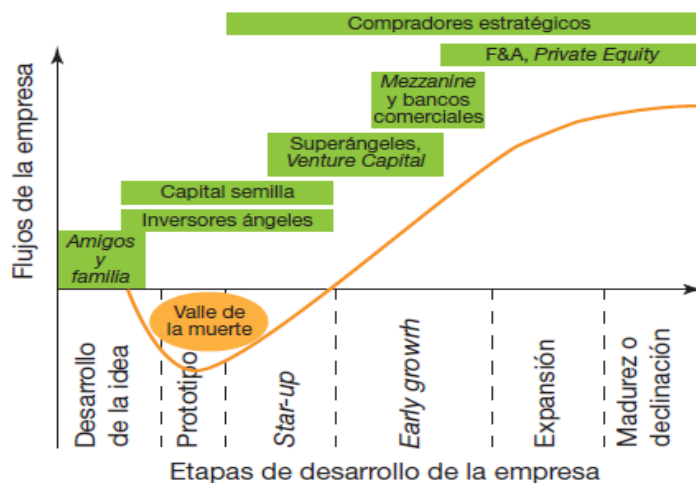 Compradores estratégicos
F&A, Private Equity
Mezzanine
y bancos
comerciales
Superángeles,
Venture Capital
Capital semilla
Inversores ángeles
Amigos
y
familia
Valle de
la muerte
Flujos de la empresa
Desarrollo
de la idea
Prototipo
Star-up
Early growrh
Expansión
Madurez o
declinación
Etapas de desarrollo de la empresa